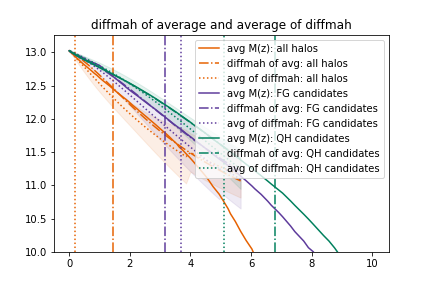 diffmah of average and average of diffmah
13.0
12.5
12.0
11.5
11.0
10.5
10.0
avg M(z): all halos
diffmah of avg: all halos
avg of diffmah: all halos
avg M(z): FG candidates
diffmah of avg: FG candidates
avg of diffmah: FG candidates
avg M(z): QH candidates
diffmah of avg: QH candidates
avg of diffmah: QH candidates
0 2 4 6 8 10